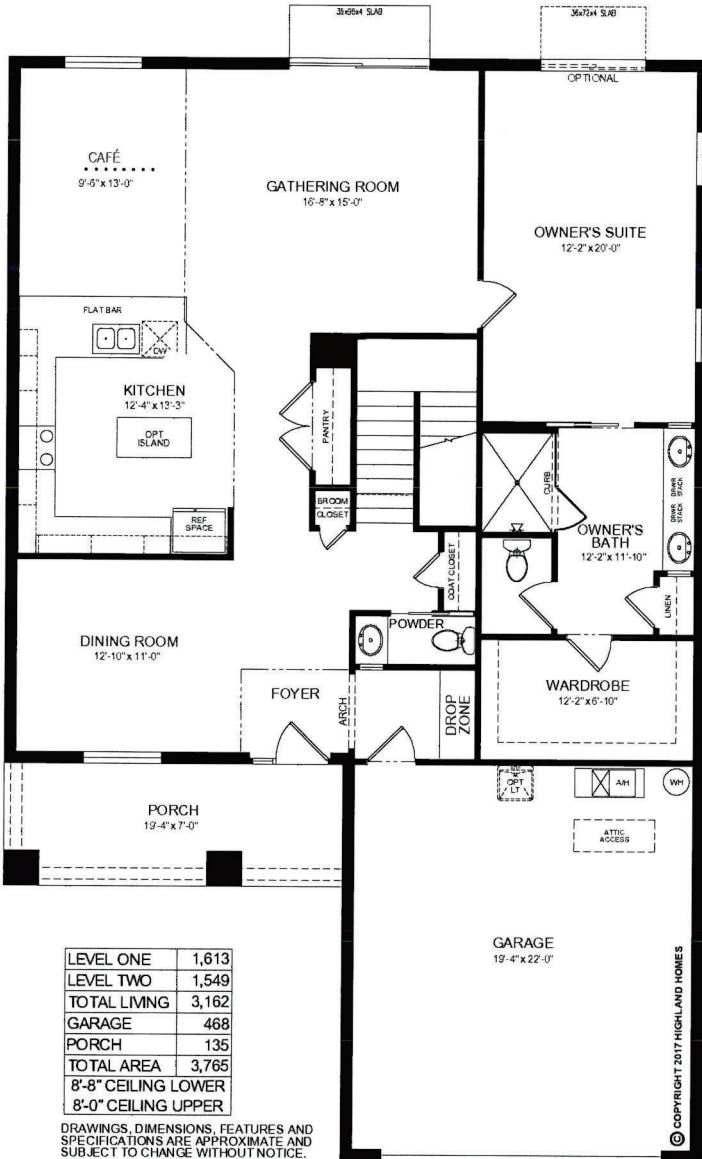 35x96x4 SLAB
36x72x4 SLAB
OPTIONAL
CAFÉ
9'-6" x 13'-0"
GATHERING ROOM
16'-8" x 15'-0"
OWNER'S SUITE
12'-2" x 20'-0"
FLAT BAR
DW
KITCHEN
12'-4" x 13'-3"
OPT
ISLAND
PANTRY
REF
SPACE
BROOM
CLOSET
CURB
DRWR
STACK
DRWR
STACK
OWNER'S
BATH
12'-2" x 11'-10"
COAT CLOSET
LINEN
POWDER
DINING ROOM
12'-10" x 11'-0"
FOYER
ARCH
DROP
ZONE
WARDROBE
12'-2" x 6'-10"
PORCH
19'-4" x 7'-0"
OPT
LT
A/H
WH
ATTIC
ACCESS
GARAGE
19'-4" x 22'-0"
LEVEL ONE 1,613
LEVEL TWO 1,549
TOTAL LIVING 3,162
GARAGE 468
PORCH 135
TOTAL AREA 3,765
8'-8" CEILING LOWER
8'-0" CEILING UPPER
DRAWINGS, DIMENSIONS, FEATURES AND
SPECIFICATIONS ARE APPROXIMATE AND
SUBJECT TO CHANGE WITHOUT NOTICE.
© COPYRIGHT 2017 HIGHLAND HOMES